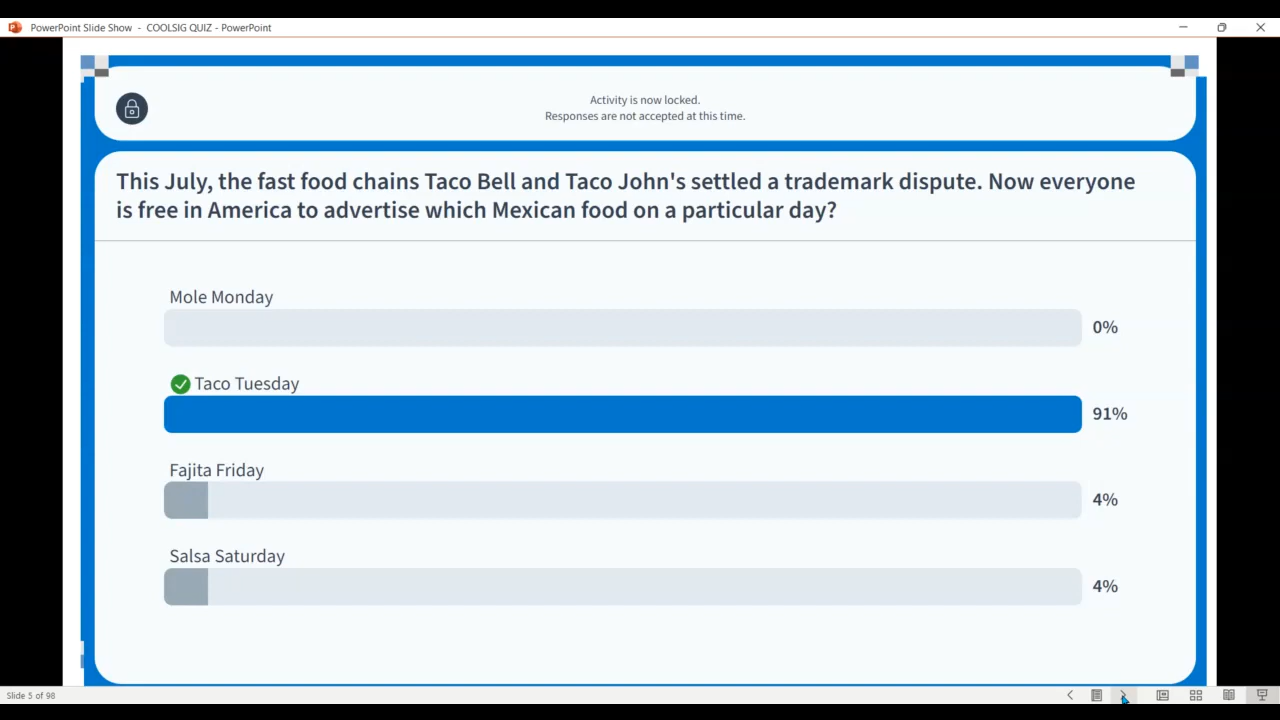 PowerPoint Slide Show - COOLSIG QUIZ - PowerPoint
Activity is now locked.
Responses are not accepted at this time.
This July, the fast food chains Taco Bell and Taco John's settled a trademark dispute. Now everyone
is free in America to advertise which Mexican food on a particular day?
Mole Monday
0%
Taco Tuesday
91%
Fajita Friday
4%
Salsa Saturday
4%
Slide 5 of 98